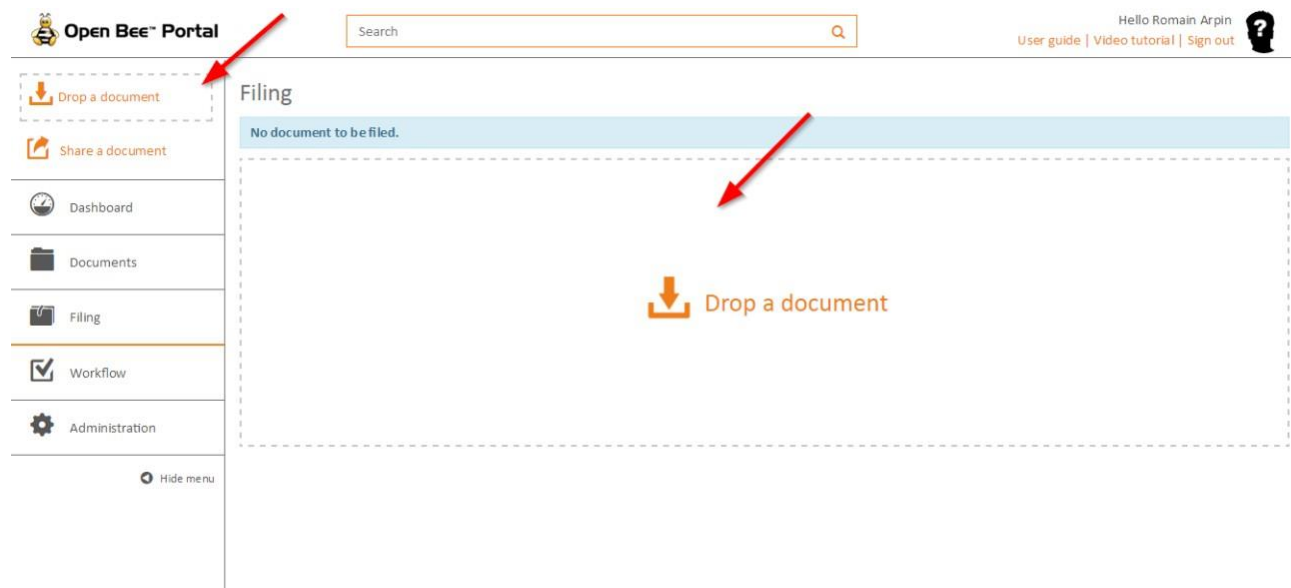 Open Bee™ Portal
Search
Hello Romain Arpin
User guide | Video tutorial | Sign out
?
Drop a document
Share a document
Dashboard
Documents
Filing
Workflow
Administration
Hide menu
Filing
No document to be filed.
Drop a document